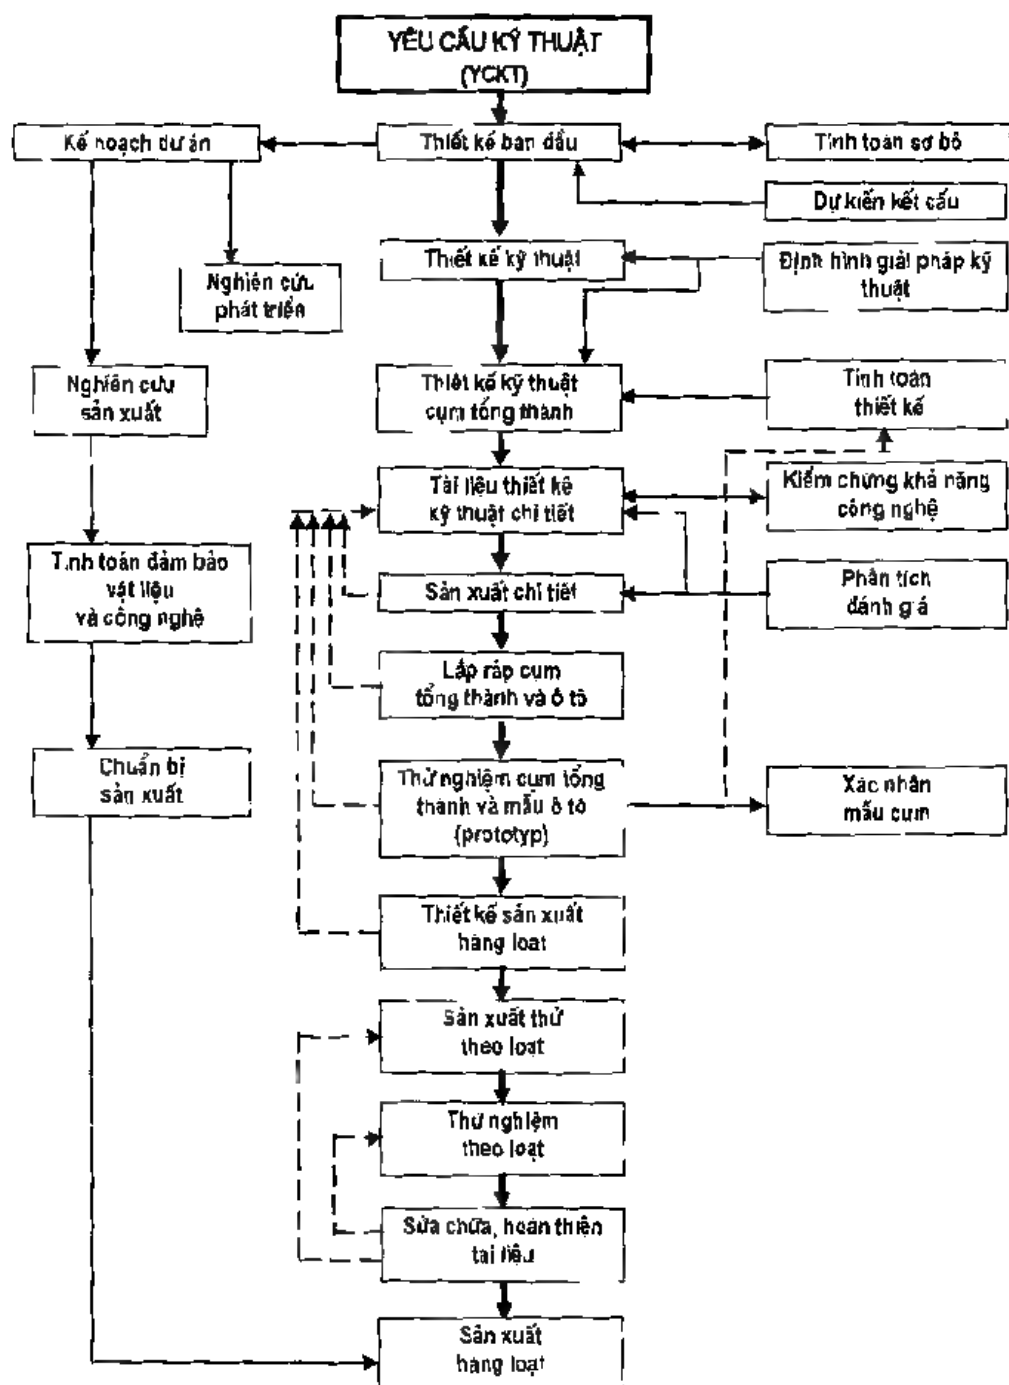 YÊU CẦU KỸ THUẬT
(YCKT)
Kế hoạch dự án
Thiết kế ban đầu
Tính toán sơ bộ
Dự kiến kết cấu
Thiết kế kỹ thuật
Định hình giải pháp kỹ
thuật
Nghiên cứu
phát triển
Nghiên cứu
sản xuất
Thiết kế kỹ thuật
cụm tổng thành
Tính toán
thiết kế
Tài liệu thiết kế
kỹ thuật chi tiết
Kiểm chứng khả năng
công nghệ
Tính toán đảm bảo
vật liệu
và công nghệ
Sản xuất chi tiết
Phân tích
đánh giá
Lắp ráp cụm
tổng thành và ô tô
Chuẩn bị
sản xuất
Thử nghiệm cụm tổng
thành và mẫu ô tô
(prototyp)
Xác nhận
mẫu cụm
Thiết kế sản xuất
hàng loạt
Sản xuất thử
theo loạt
Thử nghiệm
theo loạt
Sửa chữa, hoàn thiện
tài liệu
Sản xuất
hàng loạt